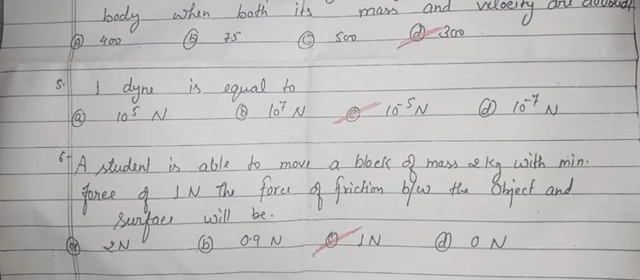 body when both its mass and velocity are doubled
(a) 400 (b) 75 (c) 500 (d) 300
5. 1 dyne is equal to
(a) 10⁵ N (b) 10⁷ N (c) 10⁻⁵ N (d) 10⁻⁷ N
6. A student is able to move a block of mass 2 kg with min.
force of 1N the force of friction b/w the object and
surface will be.
(a) 2N (b) 0.9 N (c) 1N (d) 0 N